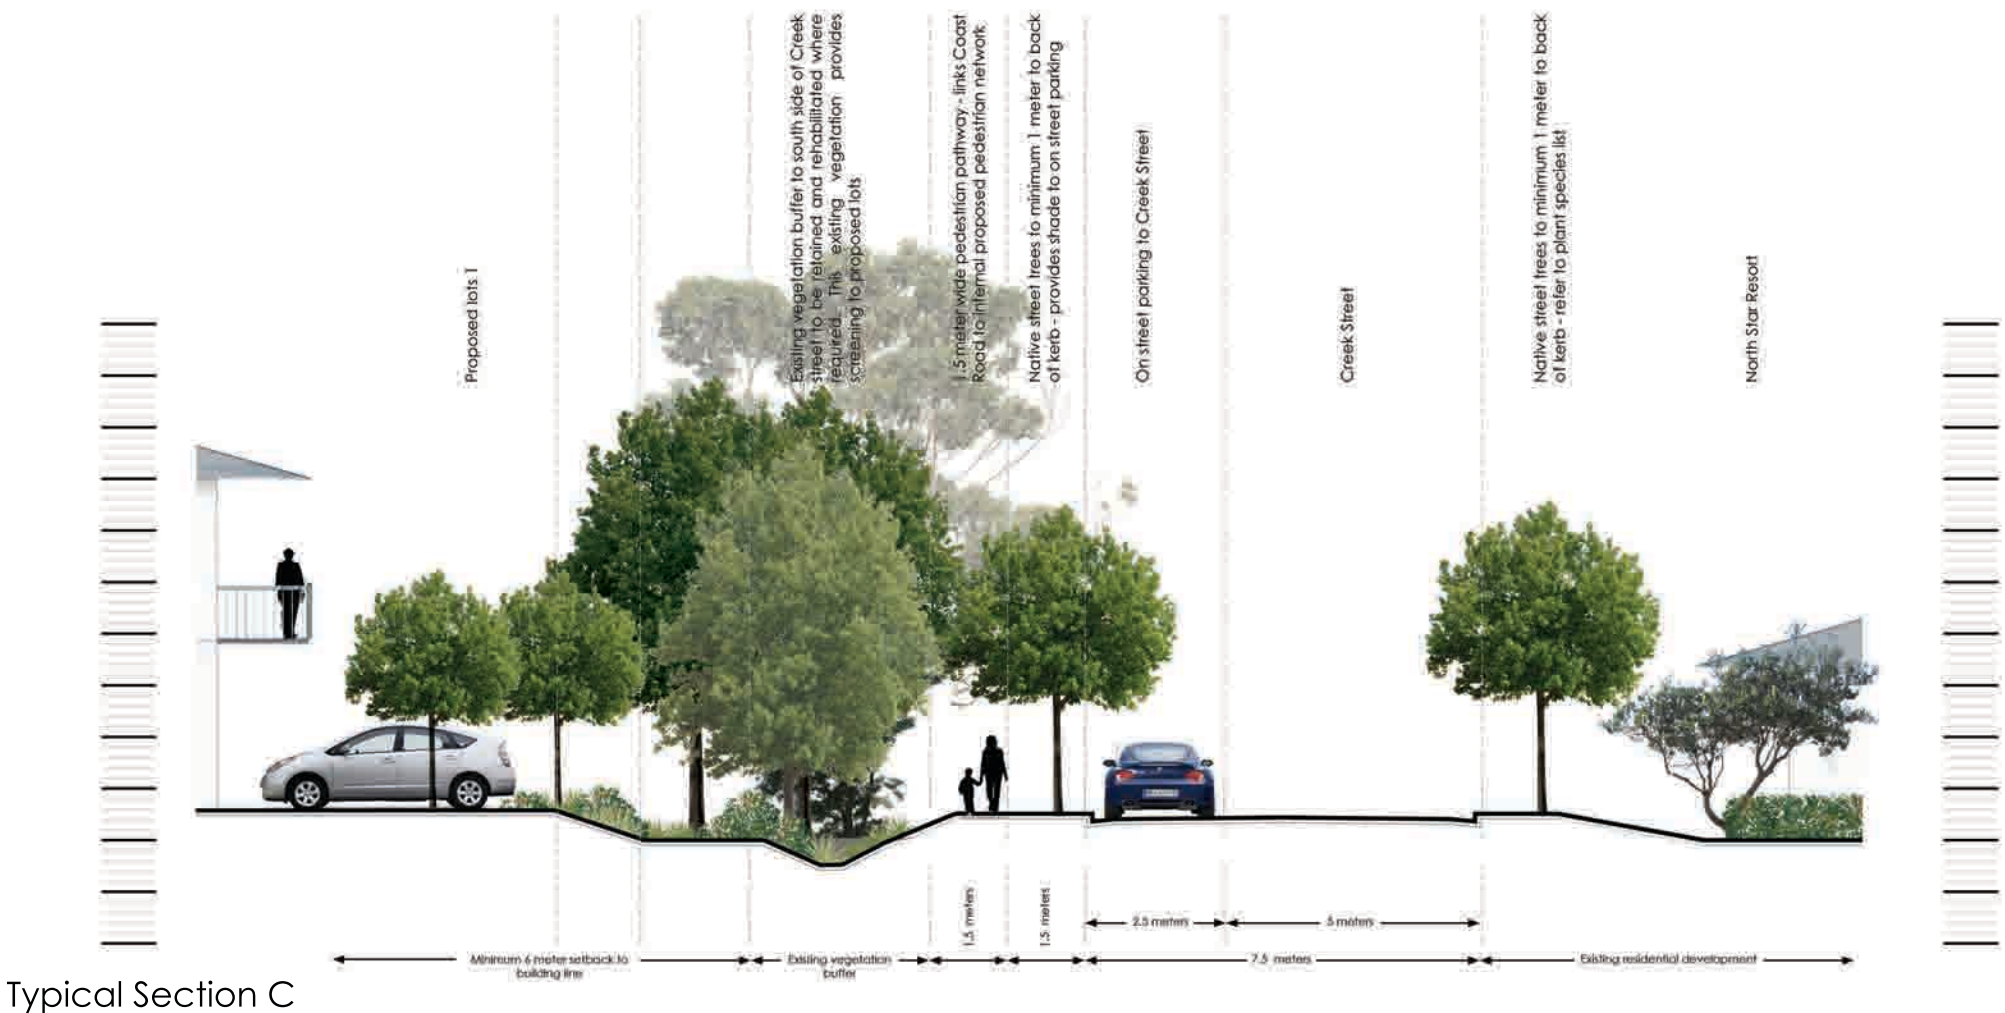 Proposed lots 1
Existing vegetation buffer to south side of Creek
street to be retained and rehabilitated where
required. This existing vegetation provides
screening to proposed lots
1.5 meter wide pedestrian pathway - links Coast
Road to internal proposed pedestrian network
Native street trees to minimum 1 meter to back
of kerb - provides shade to on street parking
On street parking to Creek Street
Creek Street
Native street trees to minimum 1 meter to back
of kerb - refer to plant species list
North Star Resort
1.5 meters
1.5 meters
2.5 meters
5 meters
Minimum 6 meter setback to
building line
Existing vegetation
buffer
7.5 meters
Existing residential development
Typical Section C